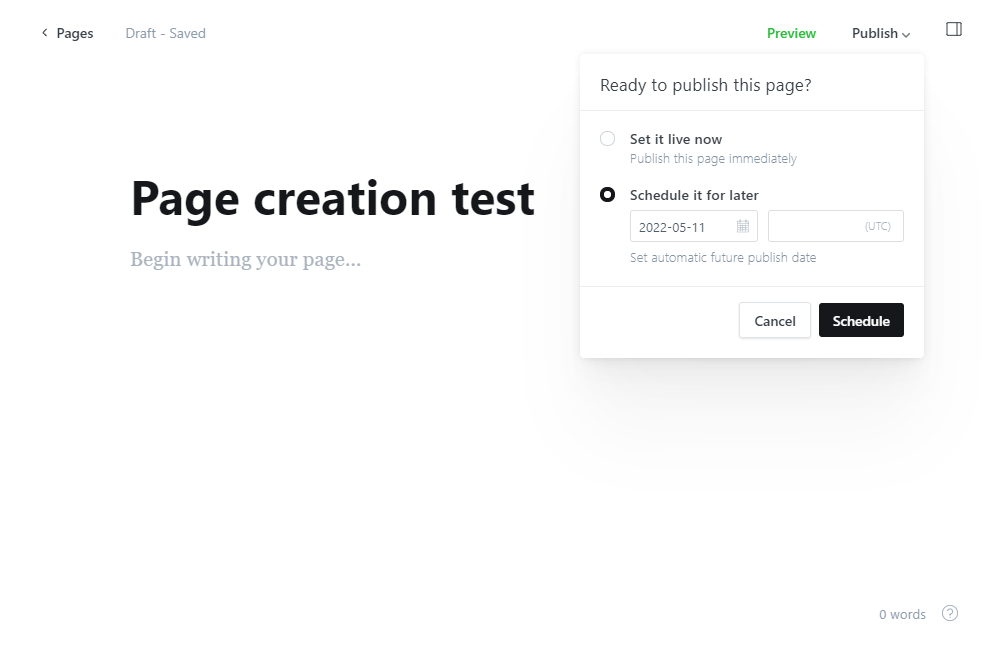 Pages
Draft - Saved
Preview
Publish
Ready to publish this page?
Set it live now
Publish this page immediately
Schedule it for later
2022-05-11
(UTC)
Set automatic future publish date
Cancel
Schedule
Page creation test
Begin writing your page...
0 words
?